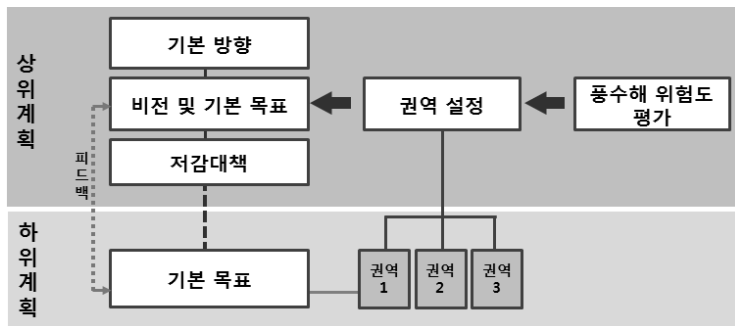 상위계획
기본 방향
비전 및 기본 목표
권역 설정
풍수해 위험도
평가
저감대책
피드백
하위계획
기본 목표
권역
1
권역
2
권역
3